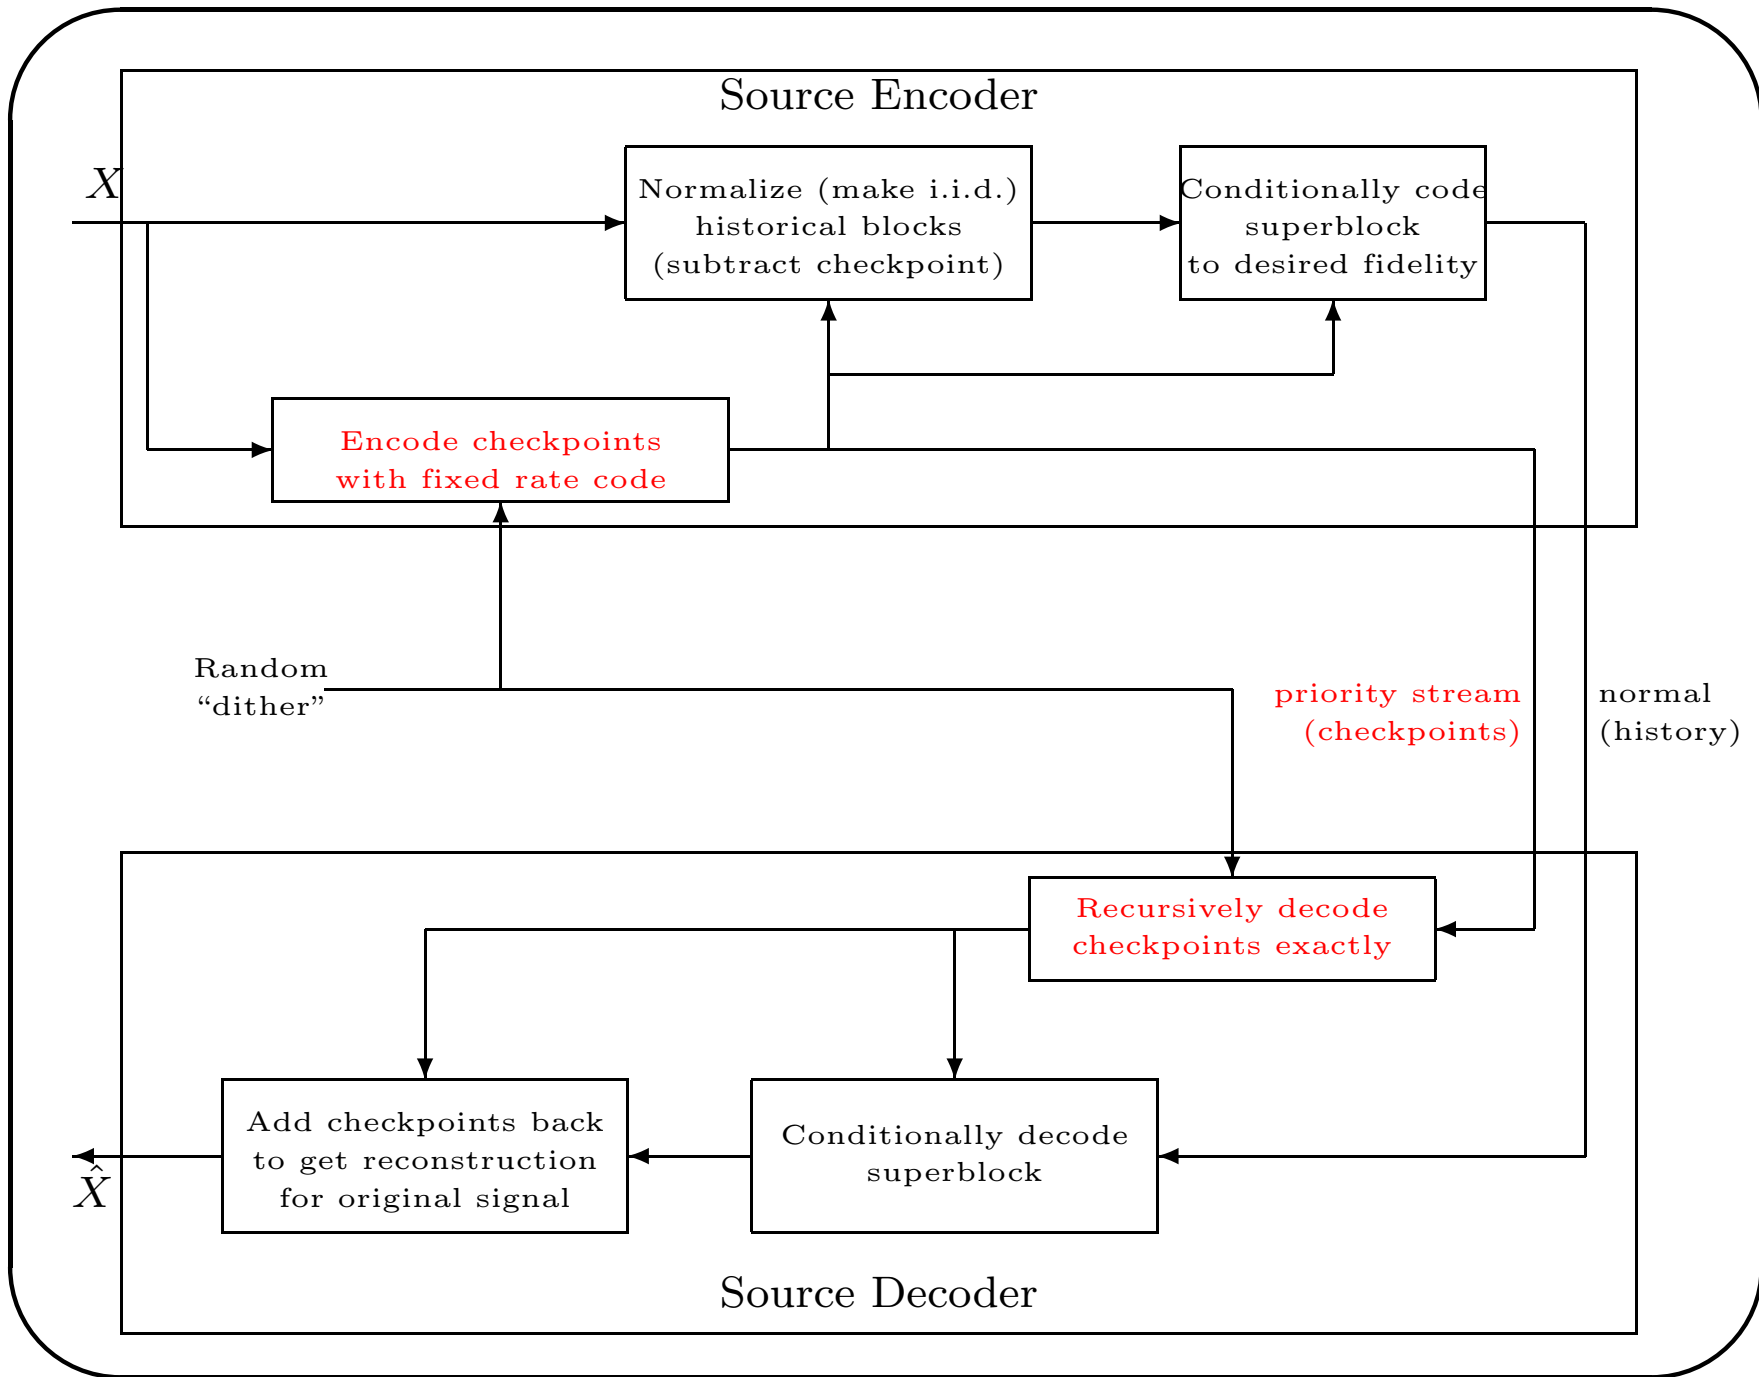 Source Encoder
X
Normalize (make i.i.d.)
historical blocks
(subtract checkpoint)
Conditionally code
superblock
to desired fidelity
Encode checkpoints
with fixed rate code
Random
“dither”
priority stream
(checkpoints)
normal
(history)
Recursively decode
checkpoints exactly
Add checkpoints back
to get reconstruction
for original signal
Conditionally decode
superblock
X̂
Source Decoder